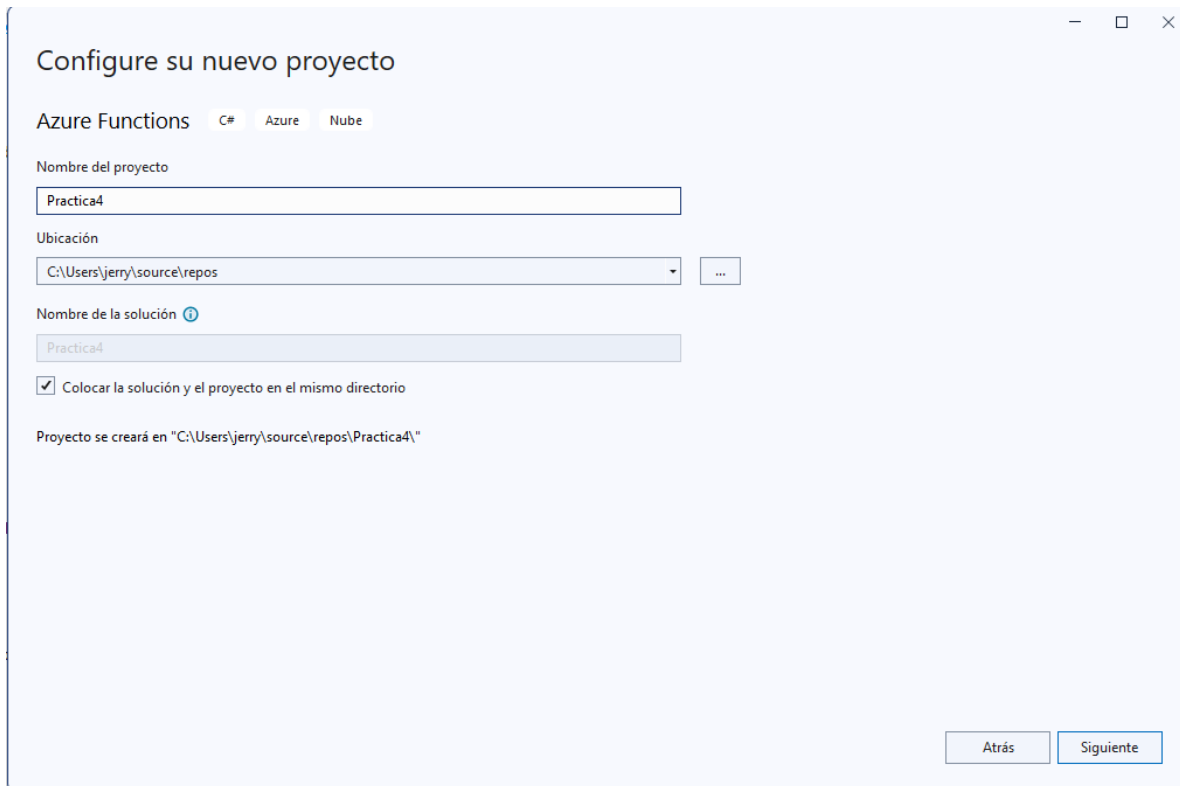 Configure su nuevo proyecto
Azure Functions C# Azure Nube
Nombre del proyecto
Practica4
Ubicación
C:\Users\jerry\source\repos
...
Nombre de la solución
Practica4
Colocar la solución y el proyecto en el mismo directorio
Proyecto se creará en "C:\Users\jerry\source\repos\Practica4\"
Atrás Siguiente